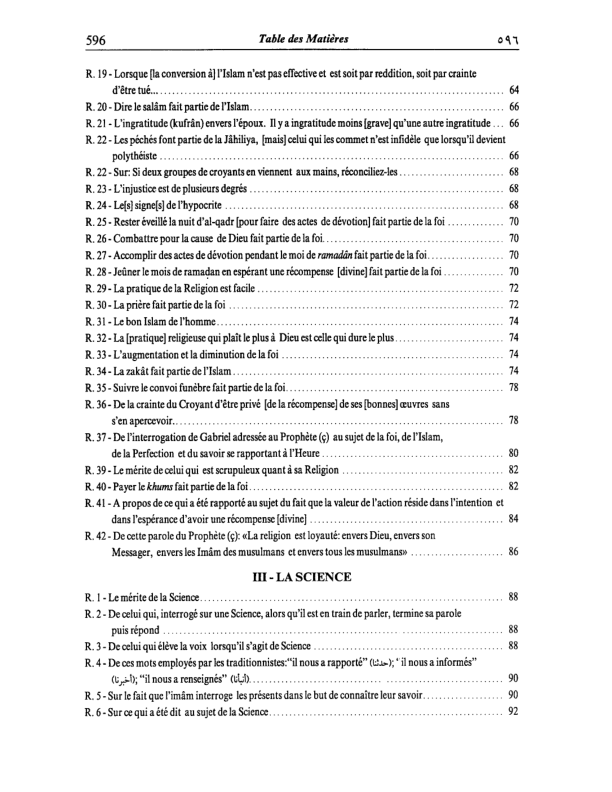 596 Table des Matières ٥٩٦
R. 19 - Lorsque [la conversion à] l'Islam n'est pas effective et est soit par reddition, soit par crainte
d'être tué... 64
R. 20 - Dire le salâm fait partie de l'Islam 66
R. 21 - L'ingratitude (kufrân) envers l'époux. Il y a ingratitude moins [grave] qu'une autre ingratitude ... 66
R. 22 - Les péchés font partie de la Jâhiliya, [mais] celui qui les commet n'est infidèle que lorsqu'il devient
polythéiste 66
R. 22 - Sur: Si deux groupes de croyants en viennent aux mains, réconciliez-les 68
R. 23 - L'injustice est de plusieurs degrés 68
R. 24 - Le[s] signe[s] de l'hypocrite 68
R. 25 - Rester éveillé la nuit d'al-qadr [pour faire des actes de dévotion] fait partie de la foi 70
R. 26 - Combattre pour la cause de Dieu fait partie de la foi 70
R. 27 - Accomplir des actes de dévotion pendant le moi de ramadân fait partie de la foi 70
R. 28 - Jeûner le mois de ramaḍan en espérant une récompense [divine] fait partie de la foi 70
R. 29 - La pratique de la Religion est facile 72
R. 30 - La prière fait partie de la foi 72
R. 31 - Le bon Islam de l'homme 74
R. 32 - La [pratique] religieuse qui plaît le plus à Dieu est celle qui dure le plus 74
R. 33 - L'augmentation et la diminution de la foi 74
R. 34 - La zakât fait partie de l'Islam 74
R. 35 - Suivre le convoi funèbre fait partie de la foi 78
R. 36 - De la crainte du Croyant d'être privé [de la récompense] de ses [bonnes] œuvres sans
s'en apercevoir 78
R. 37 - De l'interrogation de Gabriel adressée au Prophète (ç) au sujet de la foi, de l'Islam,
de la Perfection et du savoir se rapportant à l'Heure 80
R. 39 - Le mérite de celui qui est scrupuleux quant à sa Religion 82
R. 40 - Payer le khums fait partie de la foi 82
R. 41 - A propos de ce qui a été rapporté au sujet du fait que la valeur de l'action réside dans l'intention et
dans l'espérance d'avoir une récompense [divine] 84
R. 42 - De cette parole du Prophète (ç): «La religion est loyauté: envers Dieu, envers son
Messager, envers les Imâm des musulmans et envers tous les musulmans» 86
III - LA SCIENCE
R. 1 - Le mérite de la Science 88
R. 2 - De celui qui, interrogé sur une Science, alors qu'il est en train de parler, termine sa parole
puis répond 88
R. 3 - De celui qui élève la voix lorsqu'il s'agit de Science 88
R. 4 - De ces mots employés par les traditionnistes: "il nous a rapporté" (حدثنا); "il nous a informés"
(أخبرنا); "il nous a renseignés" (أنبأنا) 90
R. 5 - Sur le fait que l'imâm interroge les présents dans le but de connaître leur savoir 90
R. 6 - Sur ce qui a été dit au sujet de la Science 92